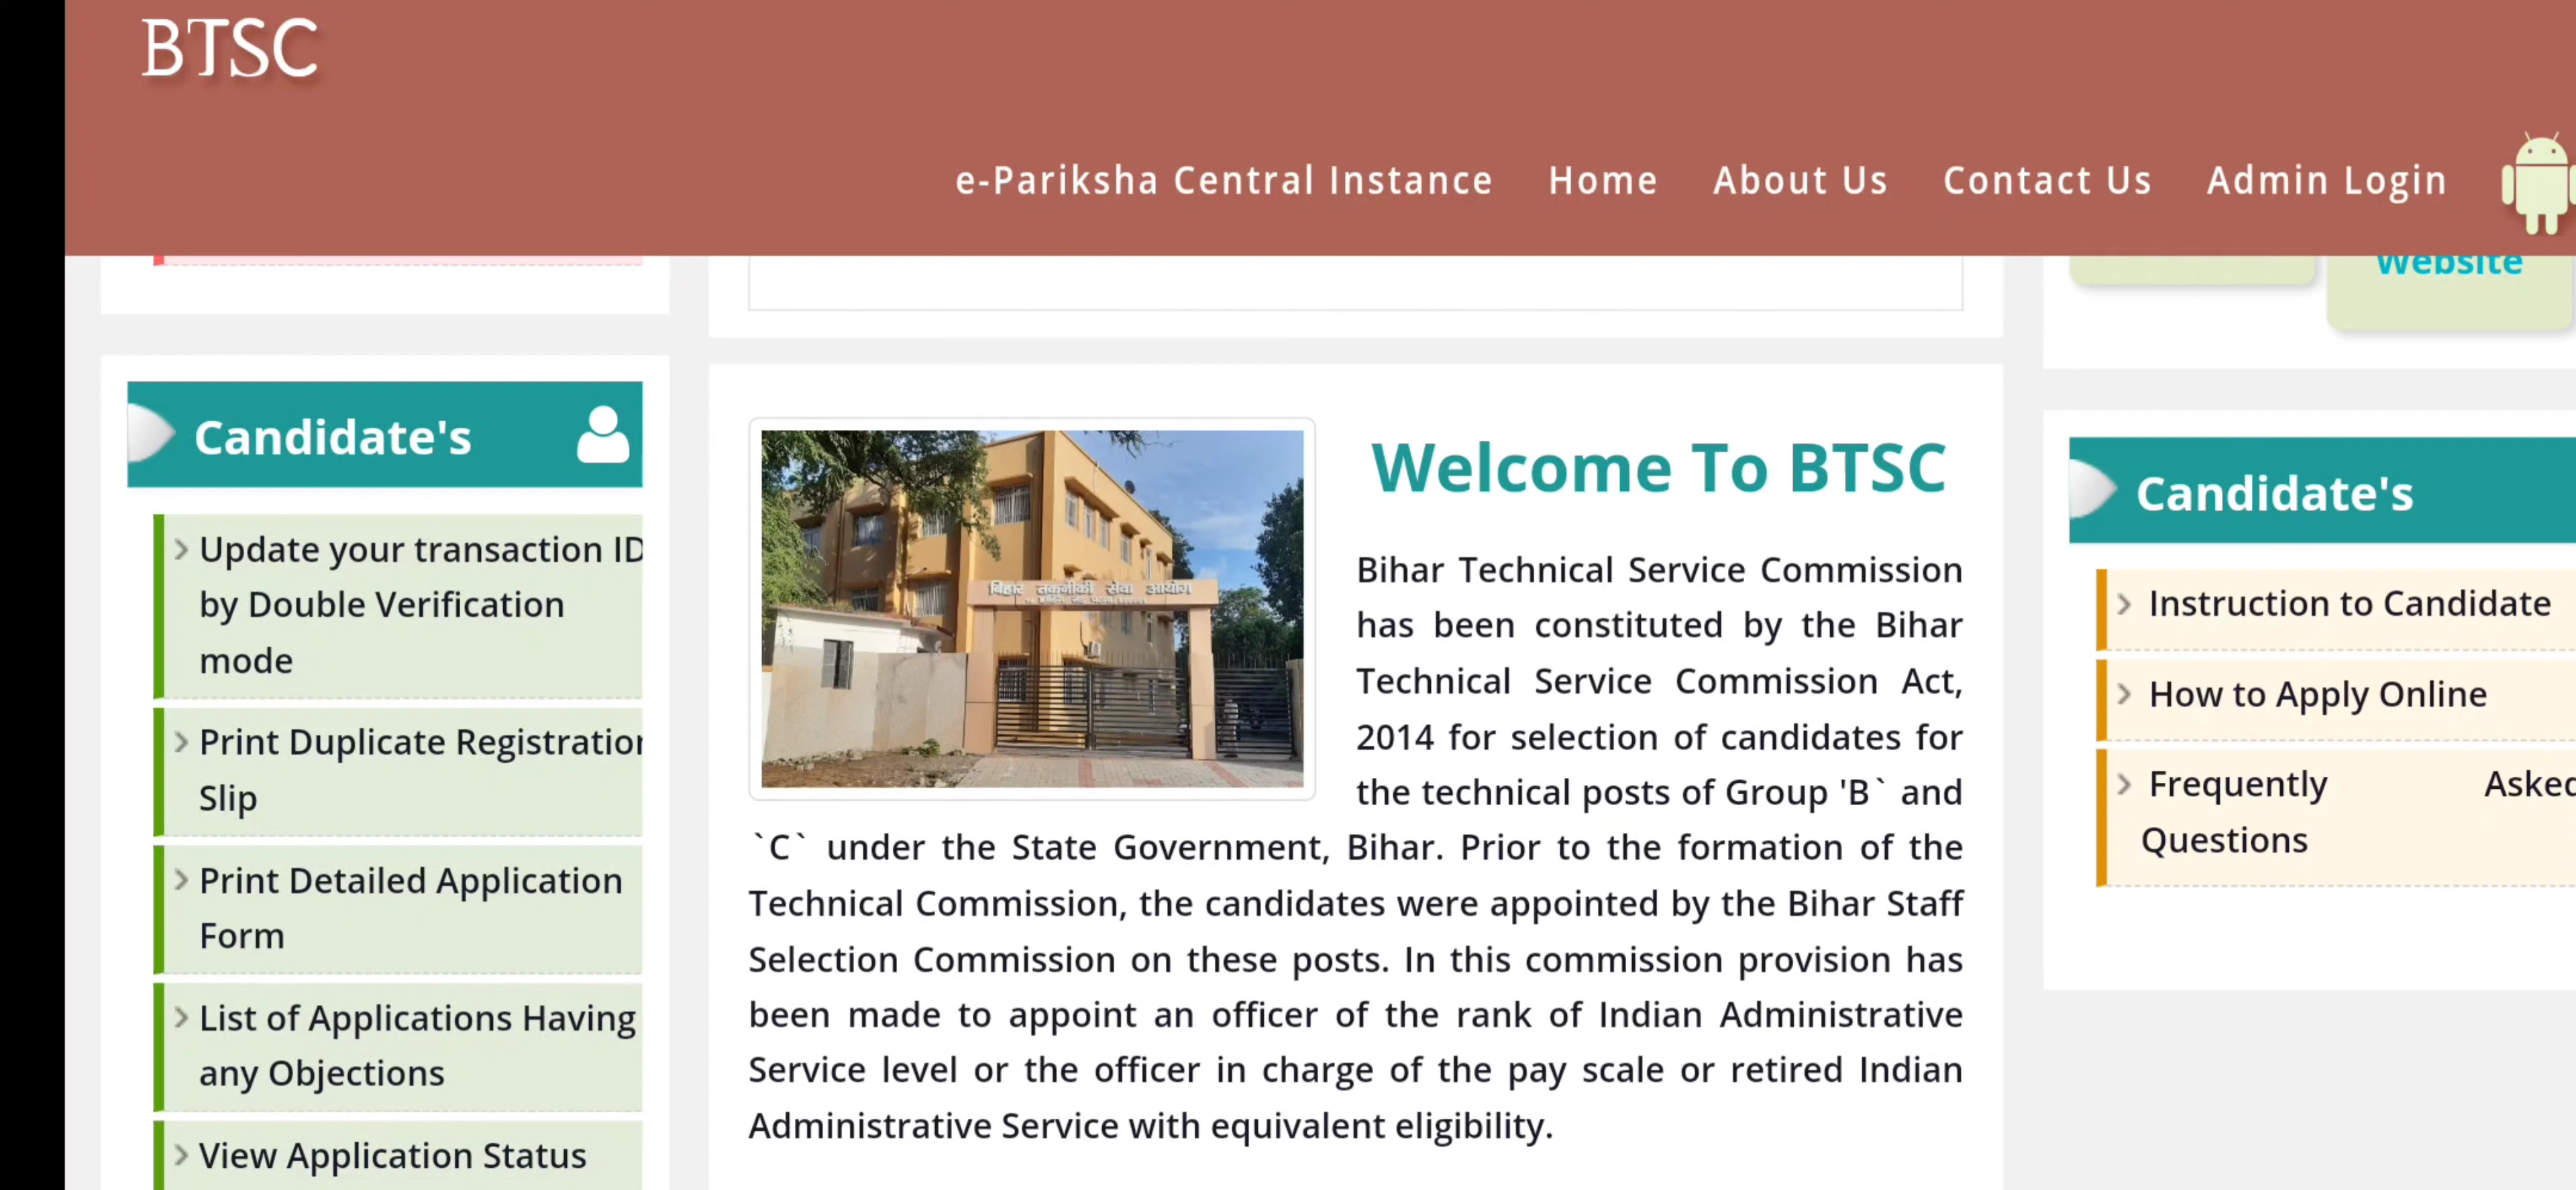 BTSC
e-Pariksha Central Instance Home About Us Contact Us Admin Login
Website
Candidate's
Update your transaction ID
by Double Verification
mode
Print Duplicate Registration
Slip
Print Detailed Application
Form
List of Applications Having
any Objections
View Application Status
बिहार तकनीकी सेवा आयोग
Welcome To BTSC
Bihar Technical Service Commission
has been constituted by the Bihar
Technical Service Commission Act,
2014 for selection of candidates for
the technical posts of Group 'B` and
`C` under the State Government, Bihar. Prior to the formation of the
Technical Commission, the candidates were appointed by the Bihar Staff
Selection Commission on these posts. In this commission provision has
been made to appoint an officer of the rank of Indian Administrative
Service level or the officer in charge of the pay scale or retired Indian
Administrative Service with equivalent eligibility.
Candidate's
Instruction to Candidate
How to Apply Online
Frequently Asked
Questions